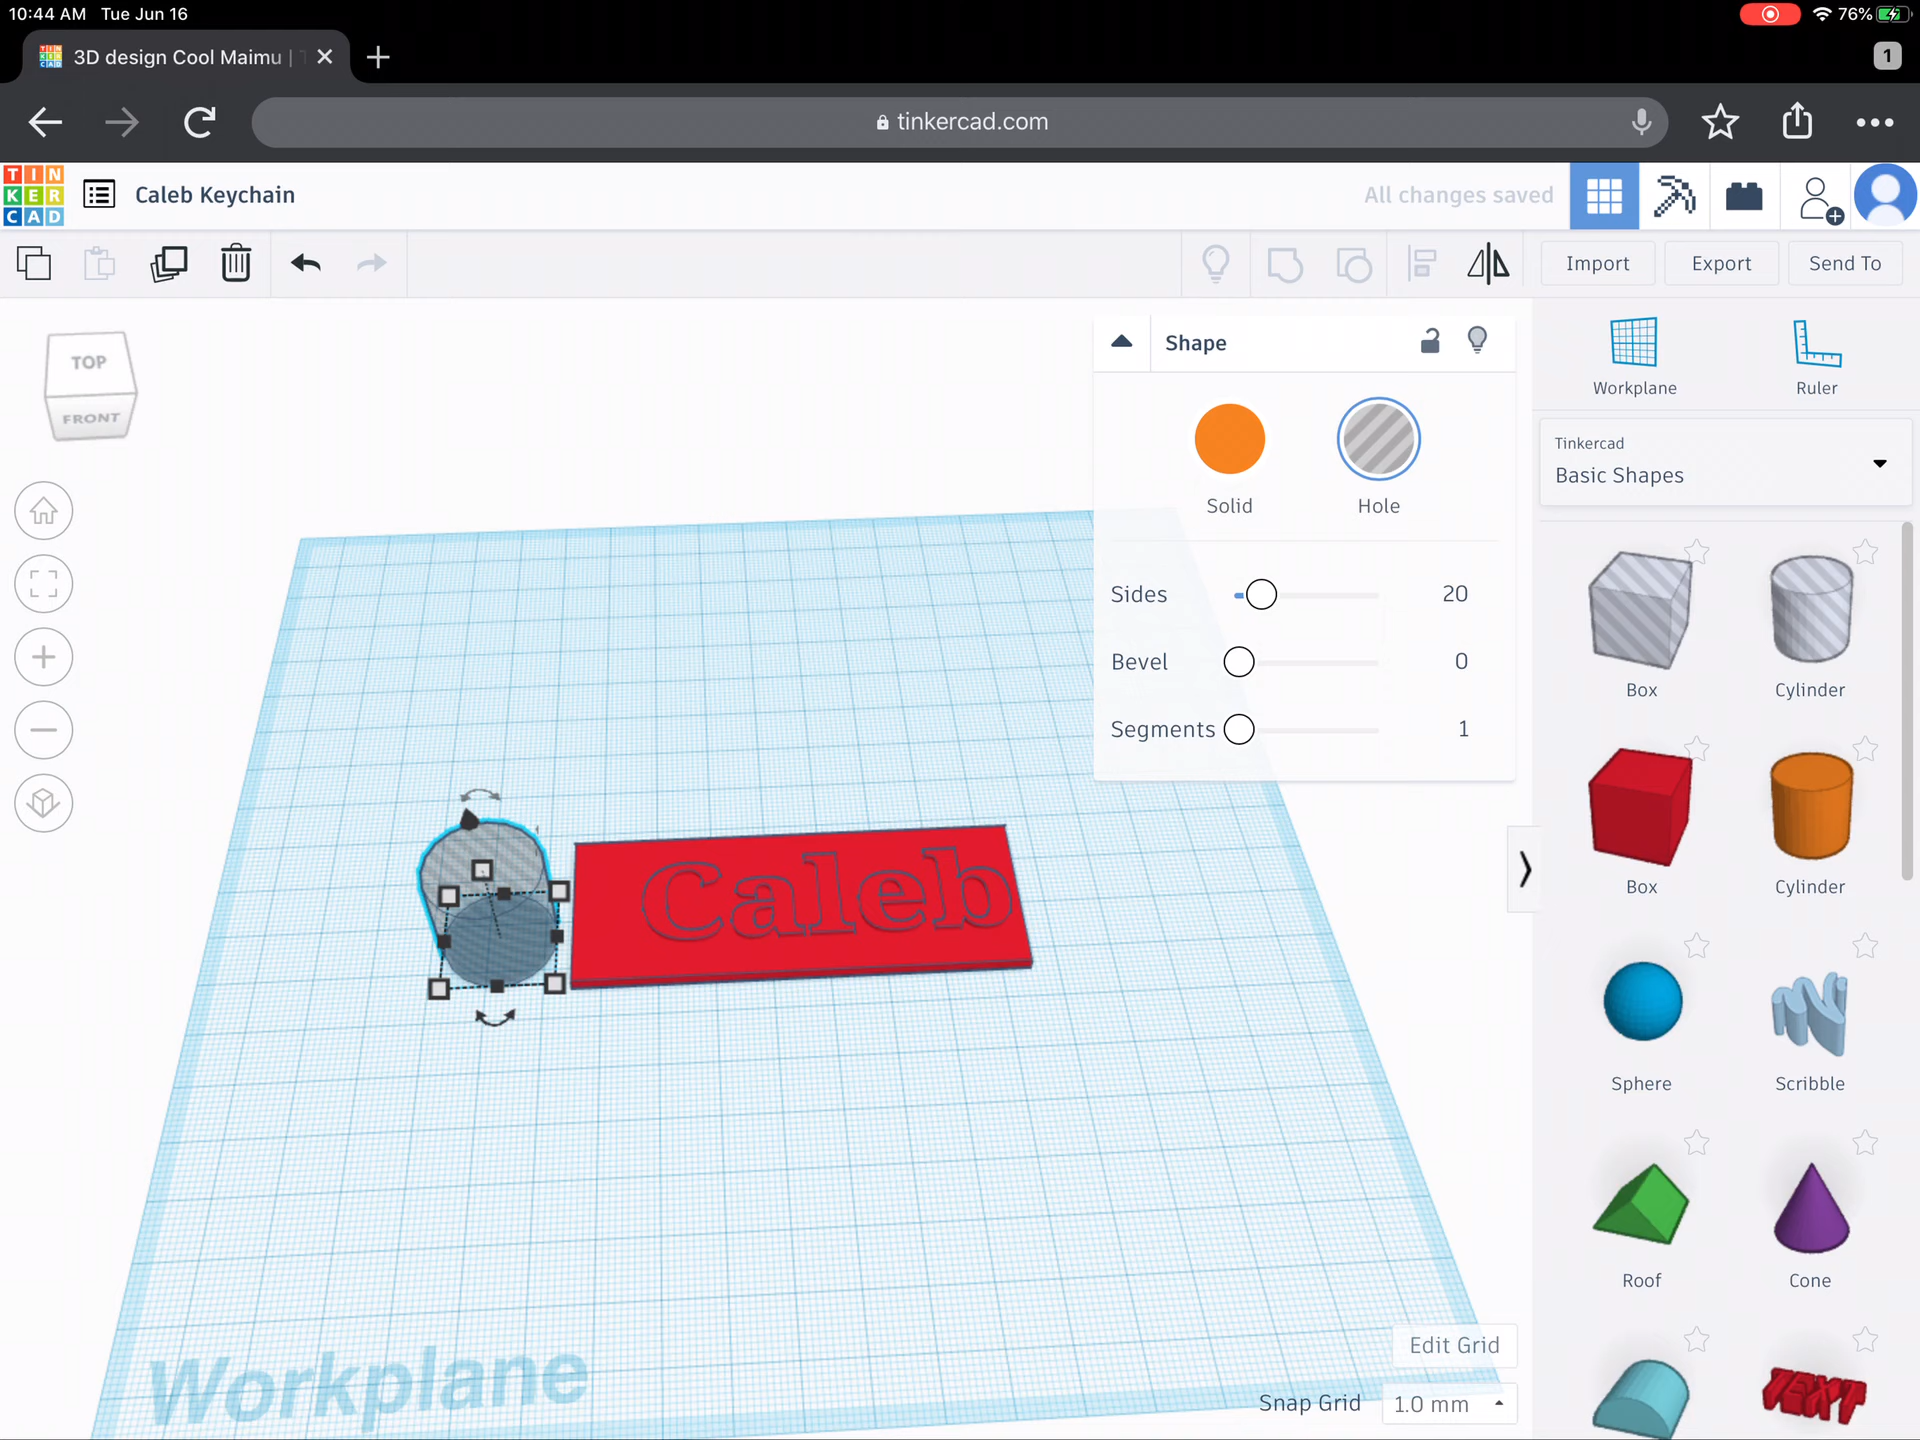 10:44 AM Tue Jun 16
76%
3D design Cool Maimu |
1
tinkercad.com
TIN
KER
CAD
Caleb Keychain
All changes saved
Import
Export
Send To
TOP
FRONT
Shape
Solid
Hole
Sides
20
Bevel
0
Segments
1
Workplane
Ruler
Tinkercad
Basic Shapes
Box
Cylinder
Box
Cylinder
Sphere
Scribble
Roof
Cone
TEXT
Caleb
Workplane
Edit Grid
Snap Grid
1.0 mm